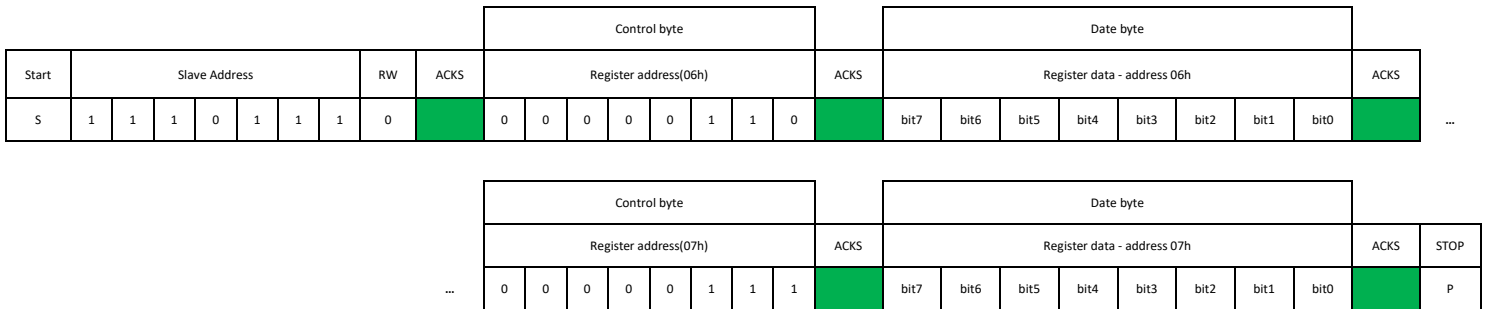 Control byte Date byte
Start Slave Address RW ACKS Register address(06h) ACKS Register data - address 06h ACKS
S 1 1 1 0 1 1 1 0 0 0 0 0 0 1 1 0 bit7 bit6 bit5 bit4 bit3 bit2 bit1 bit0 ...
Control byte Date byte
Register address(07h) ACKS Register data - address 07h ACKS STOP
... 0 0 0 0 0 1 1 1 bit7 bit6 bit5 bit4 bit3 bit2 bit1 bit0 P